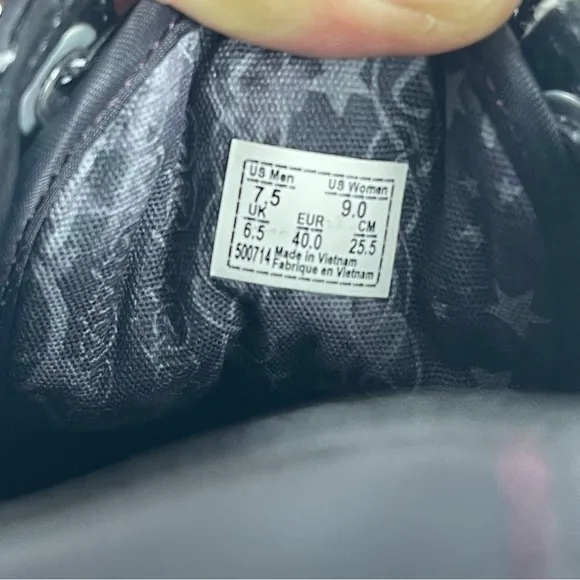 US Men US Women
7.5 9.0
UK EUR CM
6.5 40.0 25.5
500714 Made in Vietnam
Fabrique en Vietnam